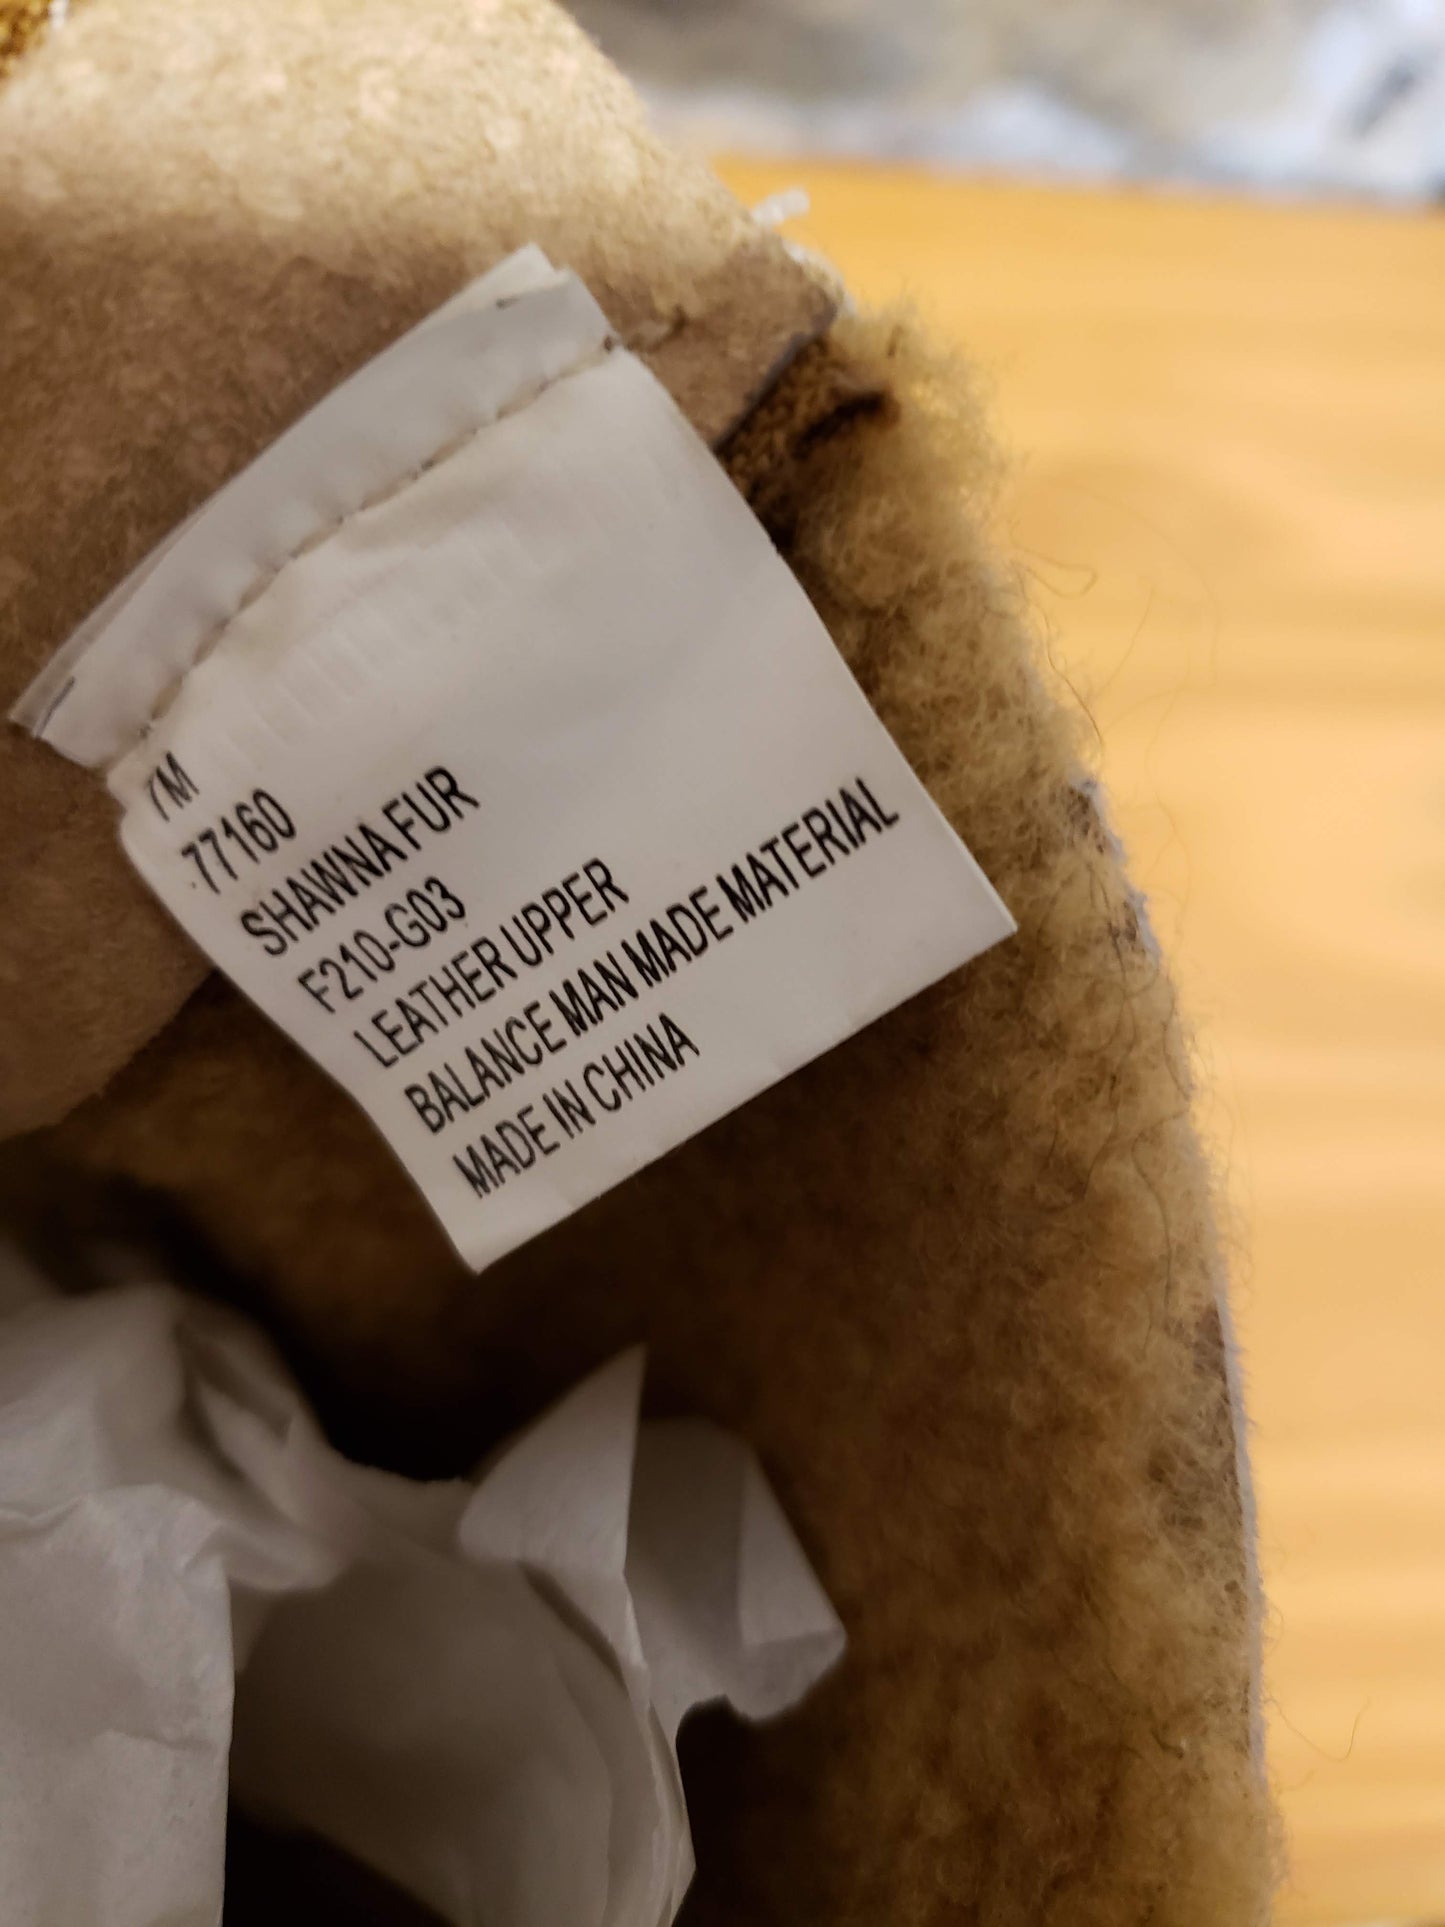 7M
77160
SHAWNA FUR
F210-G03
LEATHER UPPER
BALANCE MAN MADE MATERIAL
MADE IN CHINA